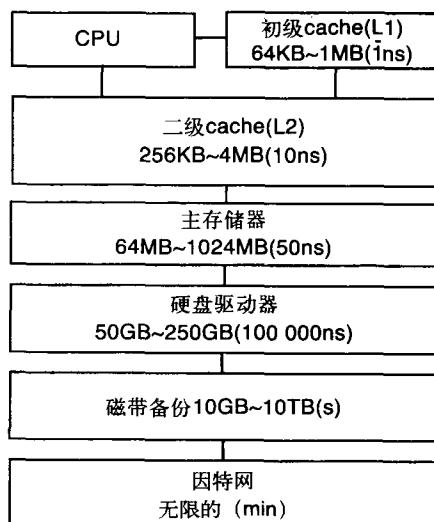 CPU
初级cache(L1)
64KB~1MB(1ns)
二级cache(L2)
256KB~4MB(10ns)
主存储器
64MB~1024MB(50ns)
硬盘驱动器
50GB~250GB(100 000ns)
磁带备份10GB~10TB(s)
因特网
无限的（min）